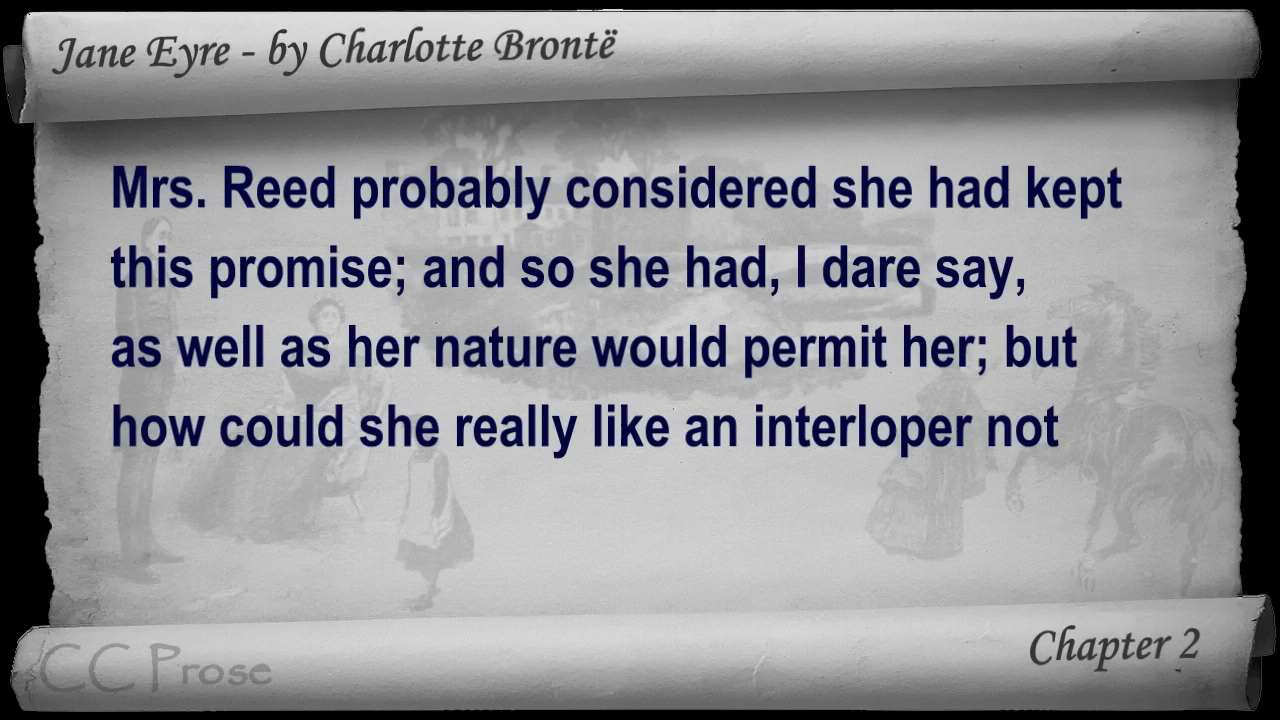 Jane Eyre - by Charlotte Brontë
Mrs. Reed probably considered she had kept
this promise; and so she had, I dare say,
as well as her nature would permit her; but
how could she really like an interloper not
Chapter 2
CC Prose